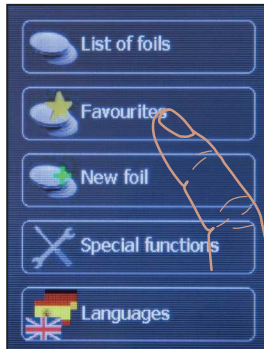 List of foils
Favourites
New foil
Special functions
Languages